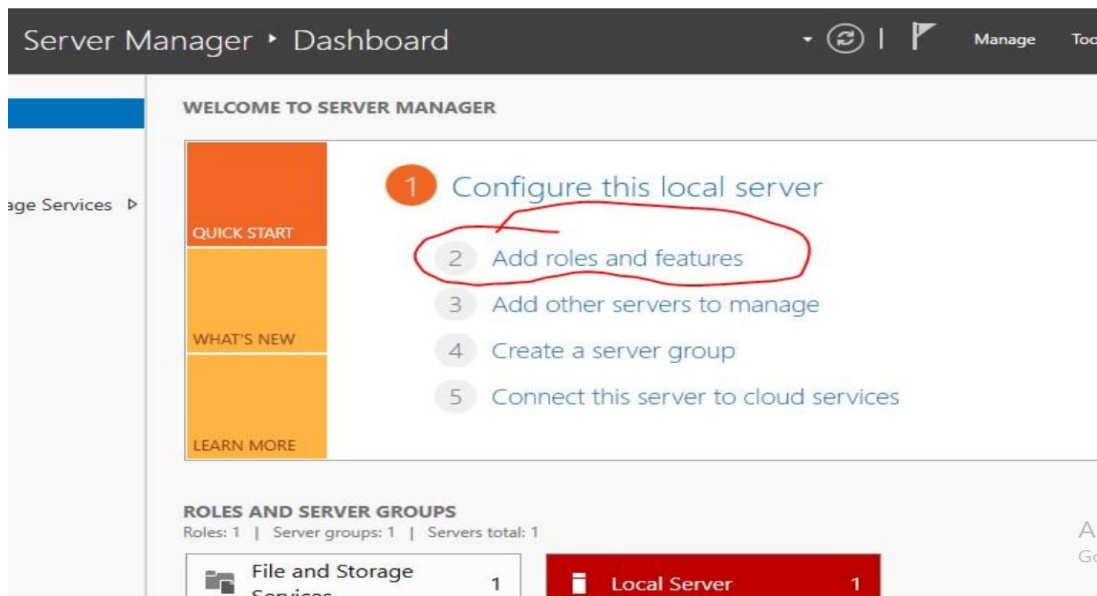 Server Manager ‣ Dashboard
Manage
WELCOME TO SERVER MANAGER
QUICK START
WHAT'S NEW
LEARN MORE
1 Configure this local server
2 Add roles and features
3 Add other servers to manage
4 Create a server group
5 Connect this server to cloud services
ROLES AND SERVER GROUPS
Roles: 1 | Server groups: 1 | Servers total: 1
File and Storage
Services 1
Local Server 1